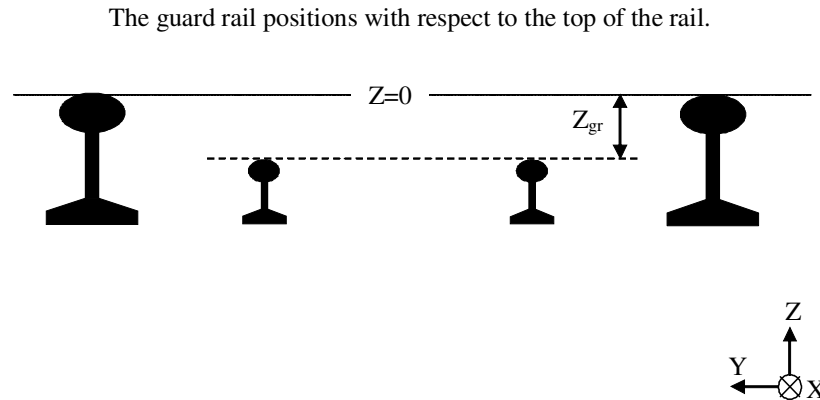 The guard rail positions with respect to the top of the rail.
Z=0
Zgr
Z
Y
X